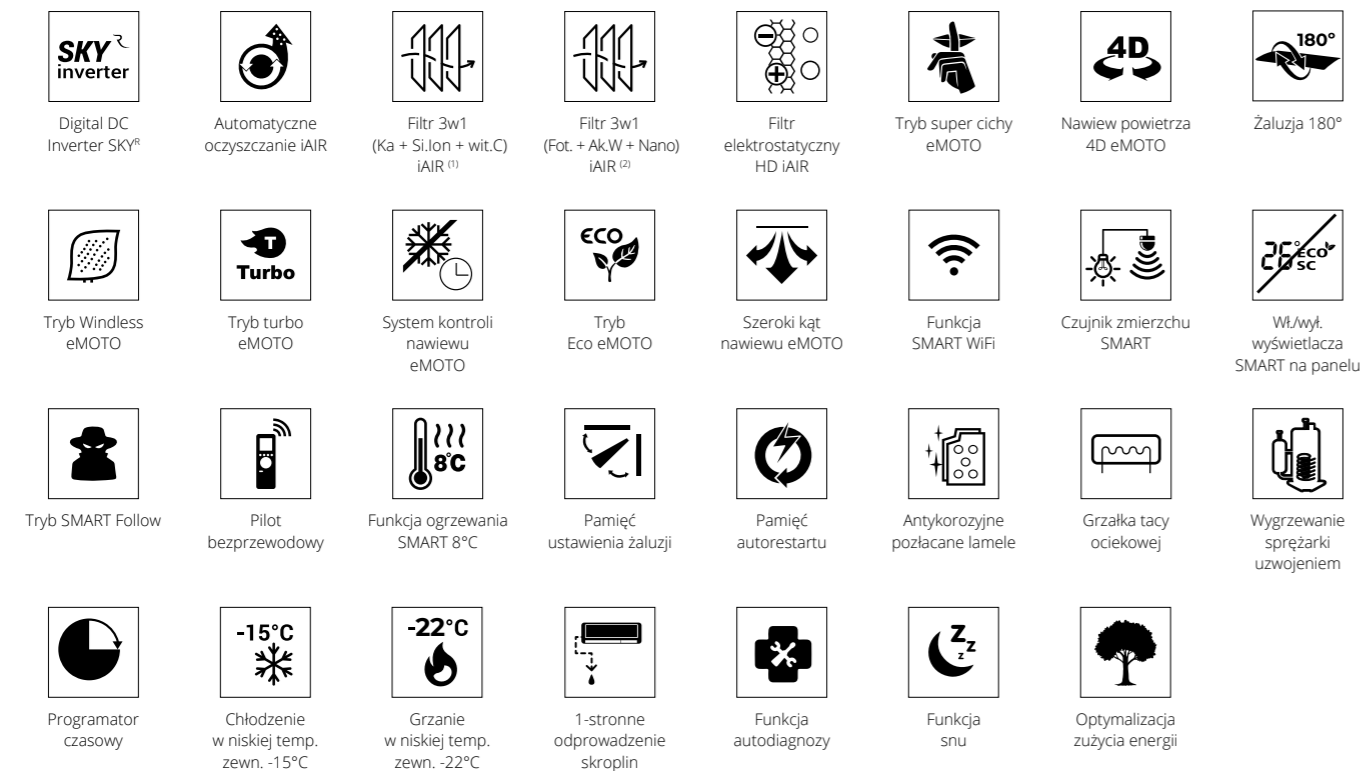 SKY R
inverter
Digital DC
Inverter SKYᴿ
Automatyczne
oczyszczanie iAIR
Filtr 3w1
(Ka + Si.Ion + wit.C)
iAIR (1)
Filtr 3w1
(Fot. + Ak.W + Nano)
iAIR (2)
Filtr
elektrostatyczny
HD iAIR
Tryb super cichy
eMOTO
4D
Nawiew powietrza
4D eMOTO
180°
Żaluzja 180°
Tryb Windless
eMOTO
T
Turbo
Tryb turbo
eMOTO
System kontroli
nawiewu
eMOTO
ECO
Tryb
Eco eMOTO
Szeroki kąt
nawiewu eMOTO
Funkcja
SMART WiFi
Czujnik zmierzchu
SMART
26° ECO
SC
Wł./wył.
wyświetlacza
SMART na panelu
Tryb SMART Follow
Pilot
bezprzewodowy
8°C
Funkcja ogrzewania
SMART 8°C
Pamięć
ustawienia żaluzji
Pamięć
autorestartu
Antykorozyjne
pozłacane lamele
Grzałka tacy
ociekowej
Wygrzewanie
sprężarki
uzwojeniem
Programator
czasowy
-15°C
Chłodzenie
w niskiej temp.
zewn. -15°C
-22°C
Grzanie
w niskiej temp.
zewn. -22°C
1-stronne
odprowadzenie
skroplin
Funkcja
autodiagnozy
Z z z
Funkcja
snu
Optymalizacja
zużycia energii